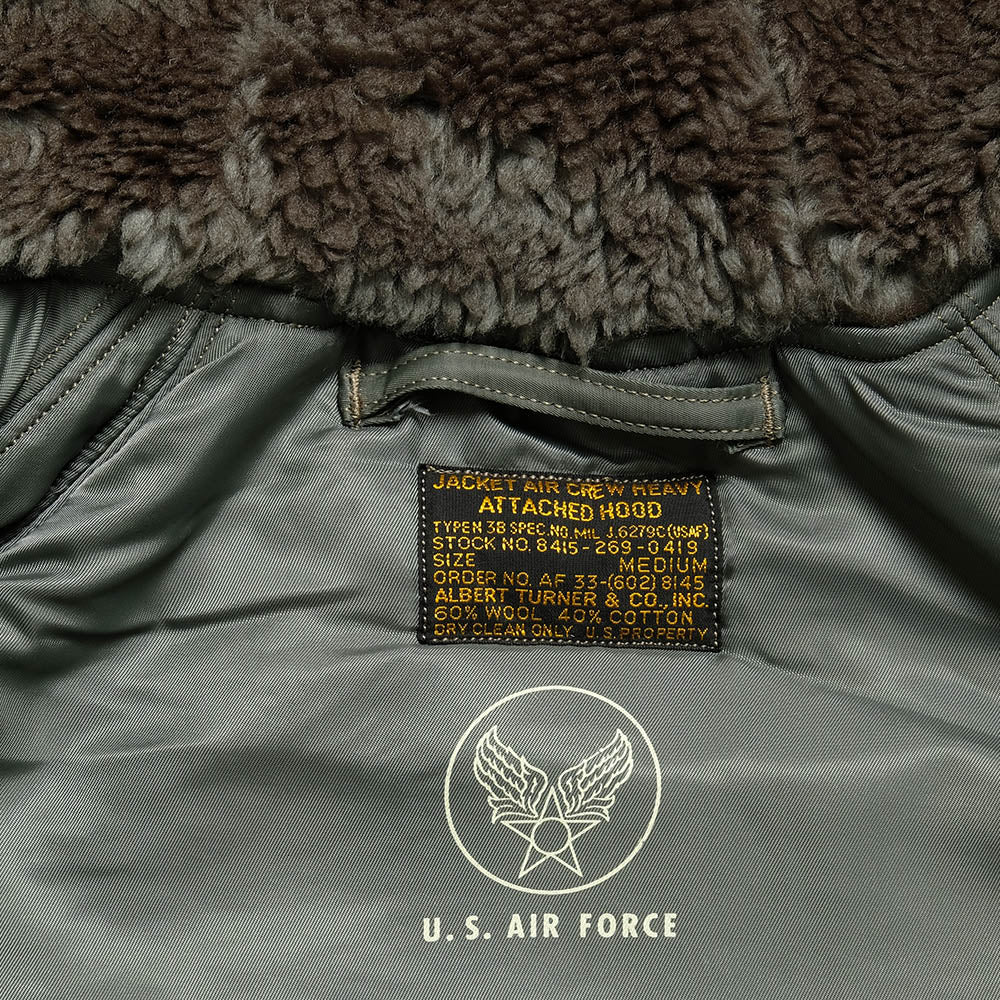 JACKET AIR CREW HEAVY
ATTACHED HOOD
TYPE N 3B SPEC. NO. MIL J. 6279C (USAF)
STOCK NO. 8415-269-0419
SIZE MEDIUM
ORDER NO. AF 33-(602) 8145
ALBERT TURNER & CO., INC.
60% WOOL 40% COTTON
DRY CLEAN ONLY U.S. PROPERTY
U.S. AIR FORCE